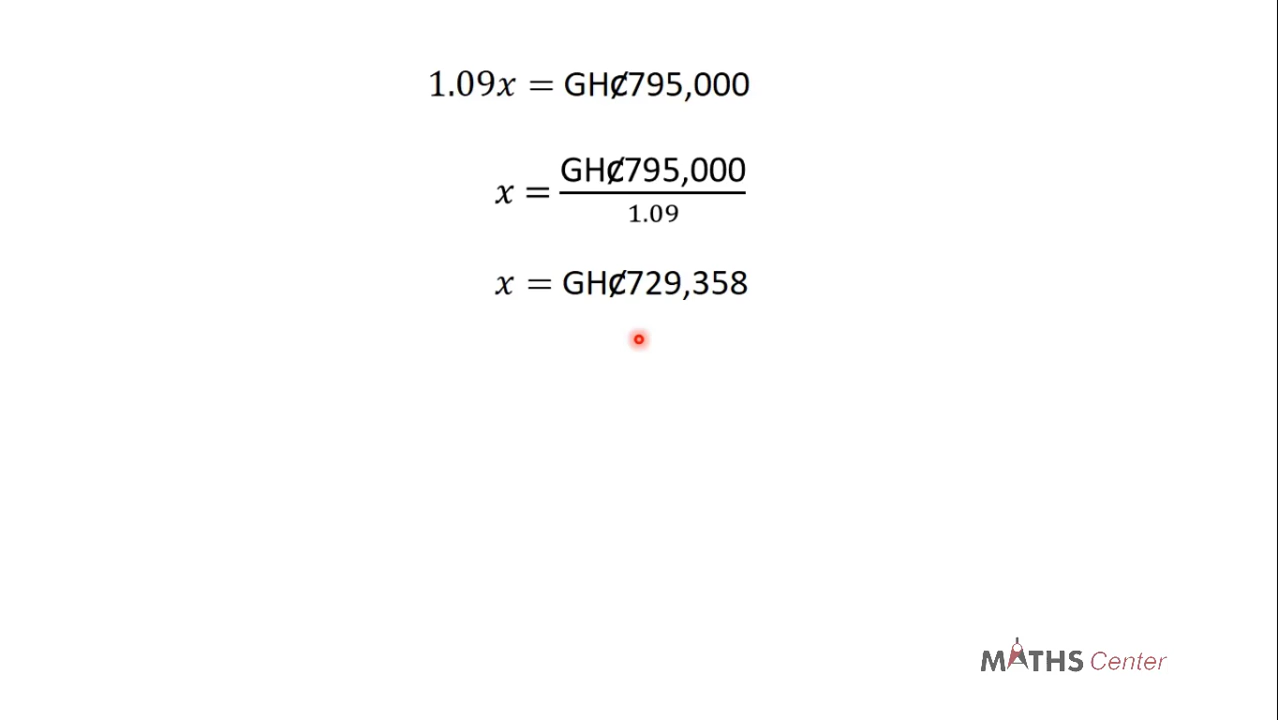 1.09x = GH₵795,000
x = GH₵795,000
1.09
x = GH₵729,358
MATHS Center